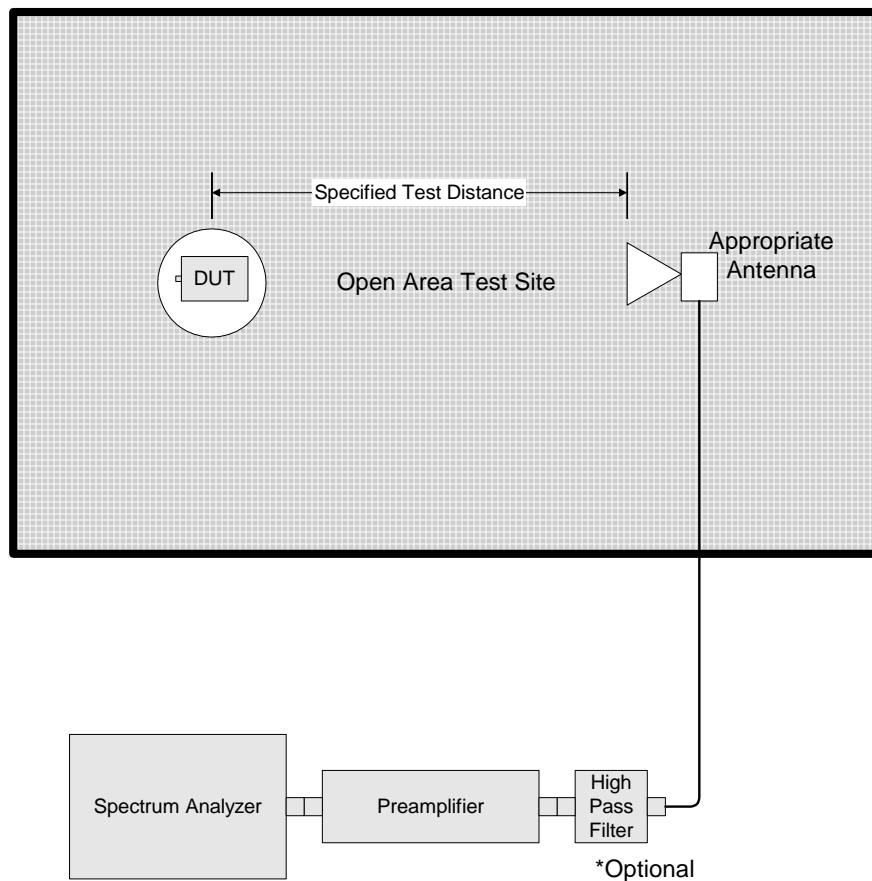 Specified Test Distance
DUT
Open Area Test Site
Appropriate
Antenna
Spectrum Analyzer
Preamplifier
High
Pass
Filter
*Optional